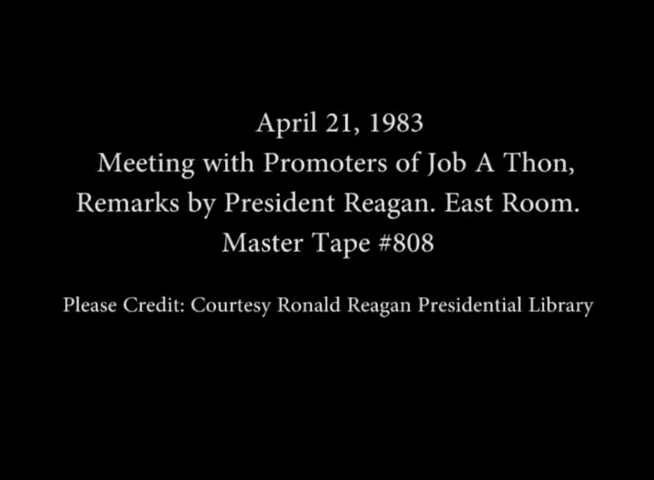 April 21, 1983
Meeting with Promoters of Job A Thon,
Remarks by President Reagan. East Room.
Master Tape #808
Please Credit: Courtesy Ronald Reagan Presidential Library